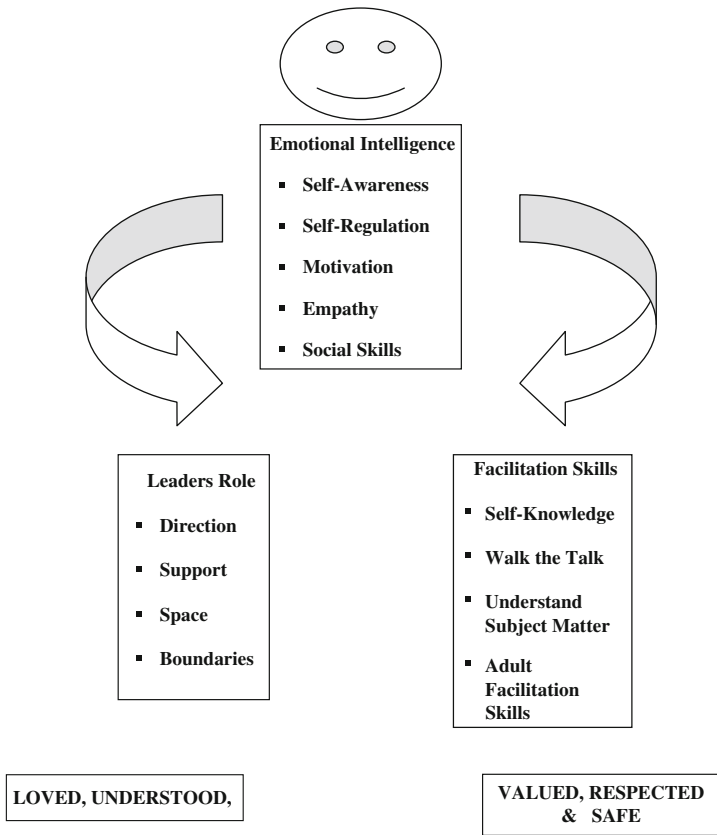 Emotional Intelligence
▪ Self-Awareness
▪ Self-Regulation
▪ Motivation
▪ Empathy
▪ Social Skills
Leaders Role
▪ Direction
▪ Support
▪ Space
▪ Boundaries
Facilitation Skills
▪ Self-Knowledge
▪ Walk the Talk
▪ Understand
Subject Matter
▪ Adult
Facilitation
Skills
LOVED, UNDERSTOOD,
VALUED, RESPECTED
& SAFE